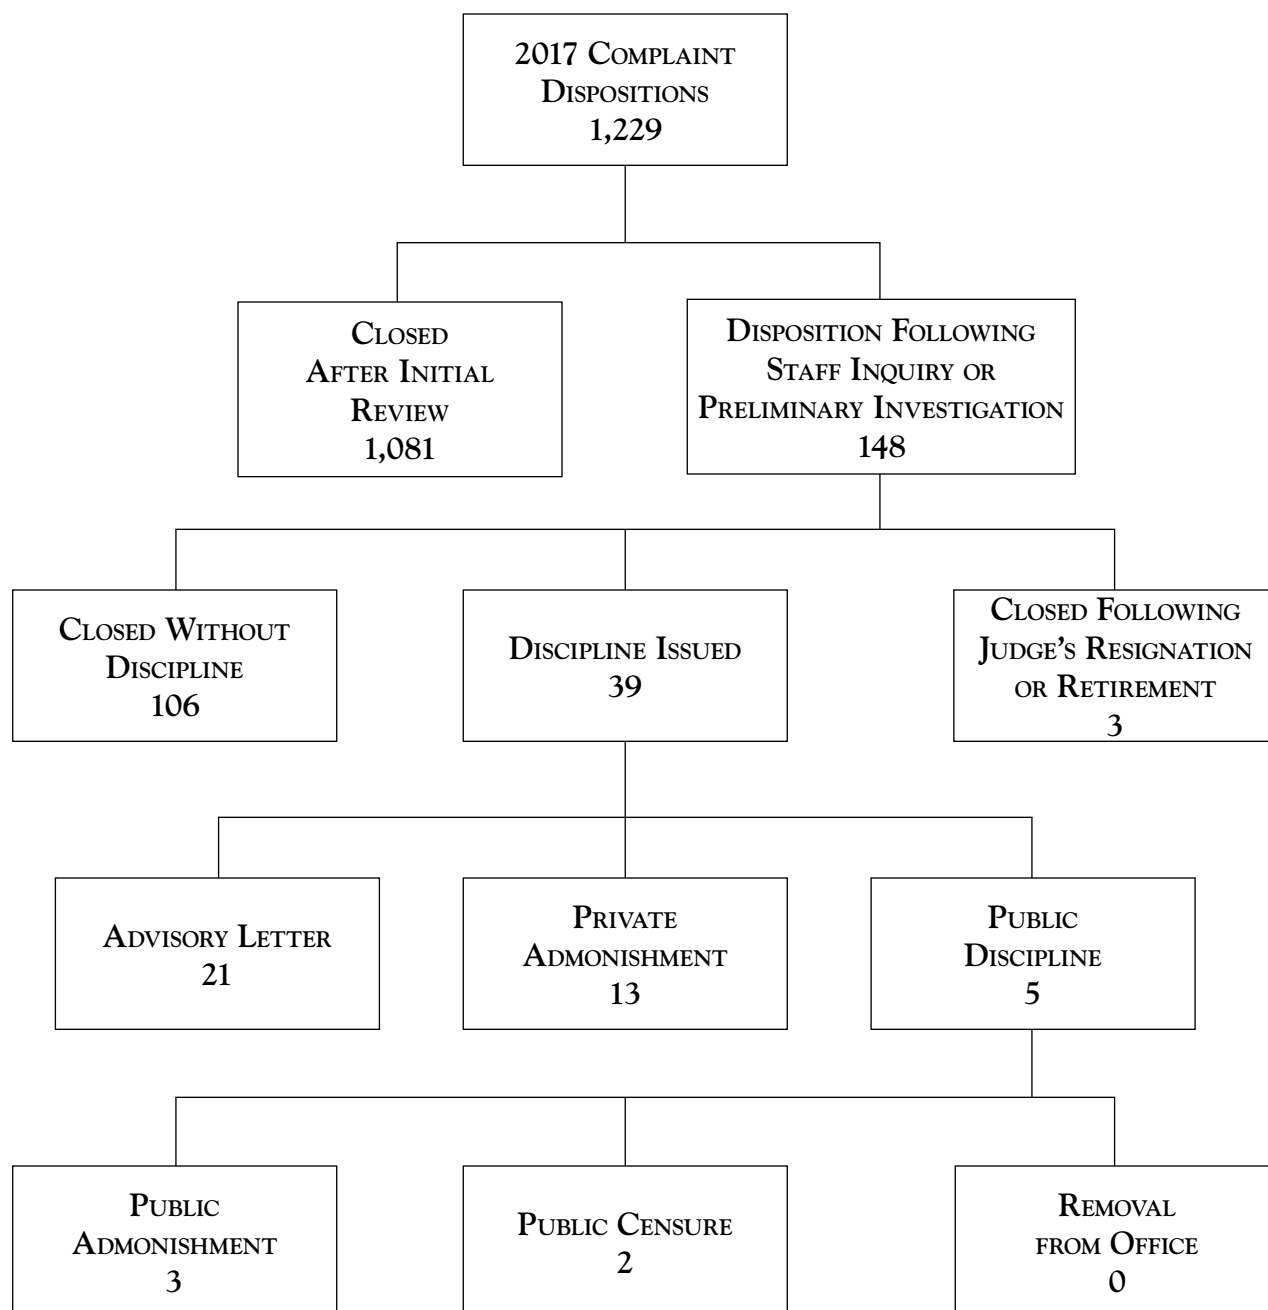 2017 Complaint
Dispositions
1,229
Closed
After Initial
Review
1,081
Disposition Following
Staff Inquiry or
Preliminary Investigation
148
Closed Without
Discipline
106
Discipline Issued
39
Closed Following
Judge's Resignation
or Retirement
3
Advisory Letter
21
Private
Admonishment
13
Public
Discipline
5
Public
Admonishment
3
Public Censure
2
Removal
from Office
0